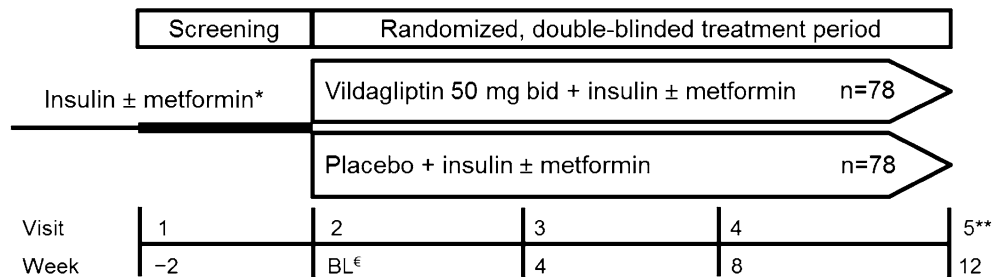 Screening Randomized, double-blinded treatment period
Insulin ± metformin*
Vildagliptin 50 mg bid + insulin ± metformin n=78
Placebo + insulin ± metformin n=78
Visit 1 2 3 4 5**
Week −2 BL€ 4 8 12